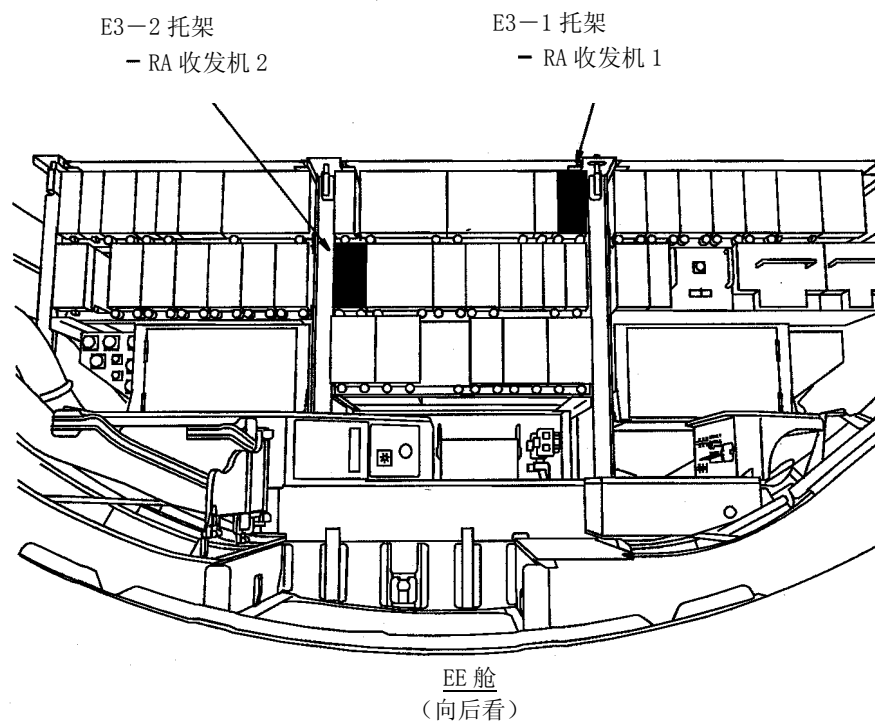 E3－2 托架
－ RA 收发机 2
E3－1 托架
－ RA 收发机 1
EE 舱
（向后看）